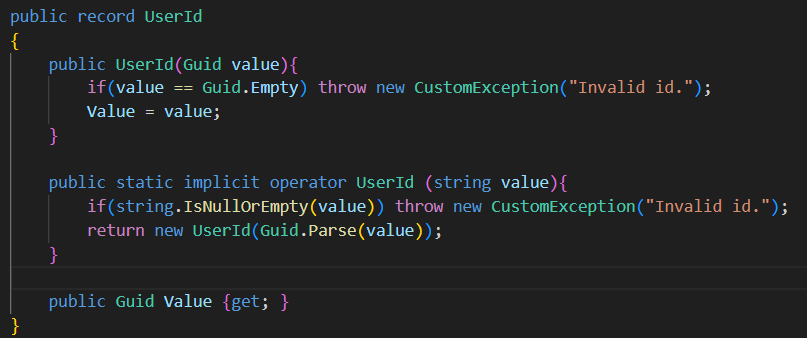 public record UserId
{
public UserId(Guid value){
if(value == Guid.Empty) throw new CustomException("Invalid id.");
Value = value;
}
public static implicit operator UserId (string value){
if(string.IsNullOrEmpty(value)) throw new CustomException("Invalid id.");
return new UserId(Guid.Parse(value));
}
public Guid Value {get; }
}